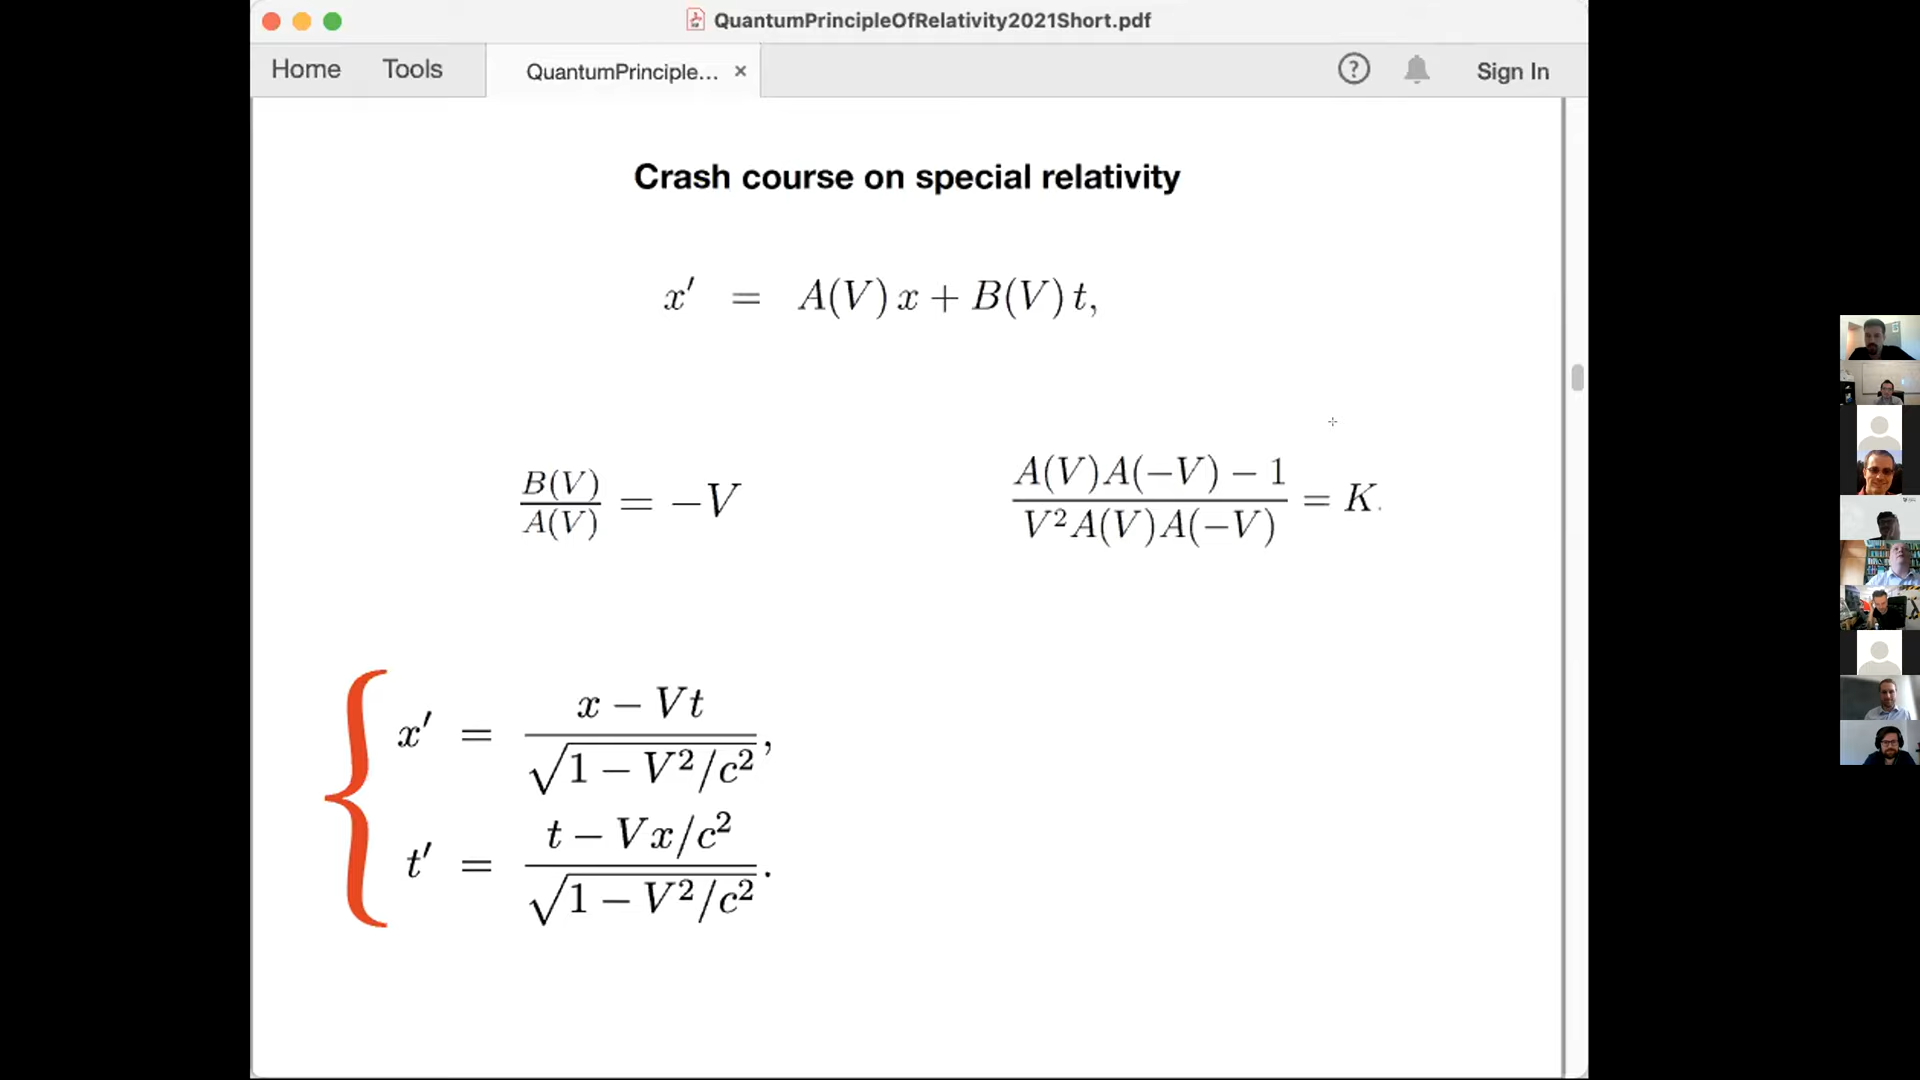 QuantumPrincipleOfRelativity2021Short.pdf
Home Tools QuantumPrinciple... × ? Sign In
Crash course on special relativity
x′ = A(V) x + B(V) t,
B(V)/A(V) = −V
A(V)A(−V) − 1 / V²A(V)A(−V) = K.
x′ = x − Vt / √1 − V²/c²,
t′ = t − Vx/c² / √1 − V²/c².